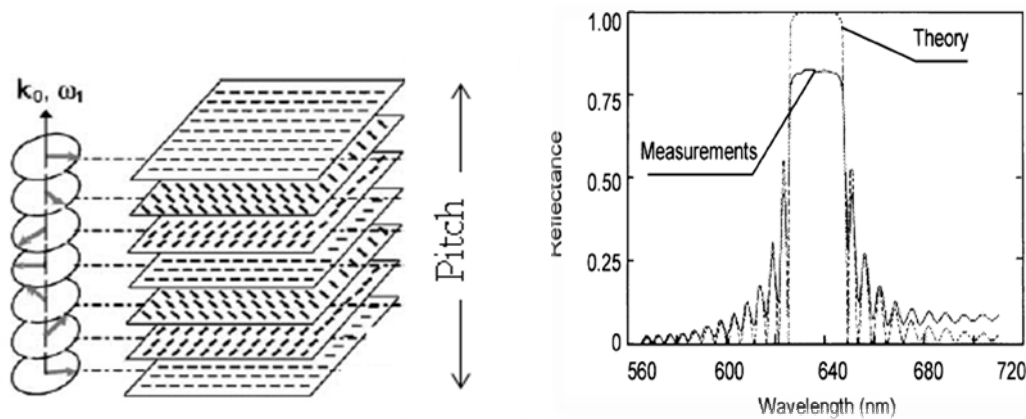 k₀, ω₁
Pitch
1.00
0.75
0.50
0.25
0
Reflectance
Theory
Measurements
560 600 640 680 720
Wavelength (nm)